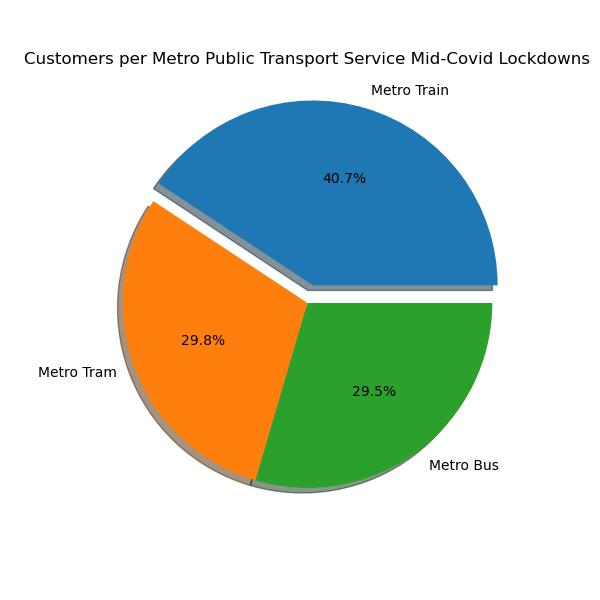 Customers per Metro Public Transport Service Mid-Covid Lockdowns
Metro Train
40.7%
29.8%
Metro Tram
29.5%
Metro Bus